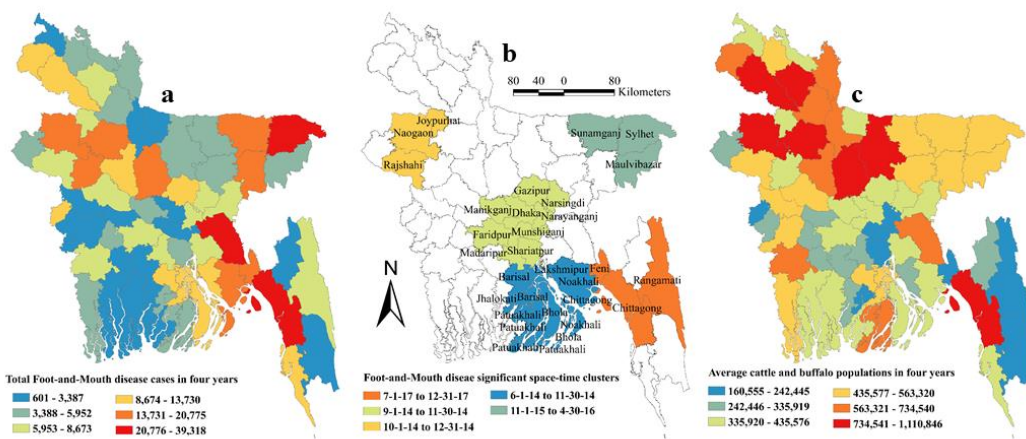 a
b
c
80 40 0 80
Kilometers
Joypurhat
Naogaon
Rajshahi
Sunamganj Sylhet
Maulvibazar
Gazipur
Narsingdi
Manikganj Dhaka
Narayanganj
Faridpur Munshiganj
Madaripur Shariatpur
Barisal Lakshmipur Feni
Noakhali
Rangamati
Jhalokati Barisal Chittagong
Chittagong
Patuakhali Bhola
Patuakhali Noakhali
Bhola
Patuakhali Patuakhali
N
Total Foot-and-Mouth disease cases in four years
601 - 3,387 8,674 - 13,730
3,388 - 5,952 13,731 - 20,775
5,953 - 8,673 20,776 - 39,318
Foot-and-Mouth diseae significant space-time clusters
7-1-17 to 12-31-17 6-1-14 to 11-30-14
9-1-14 to 11-30-14 11-1-15 to 4-30-16
10-1-14 to 12-31-14
Average cattle and buffalo populations in four years
160,555 - 242,445 435,577 - 563,320
242,446 - 335,919 563,321 - 734,540
335,920 - 435,576 734,541 - 1,110,846